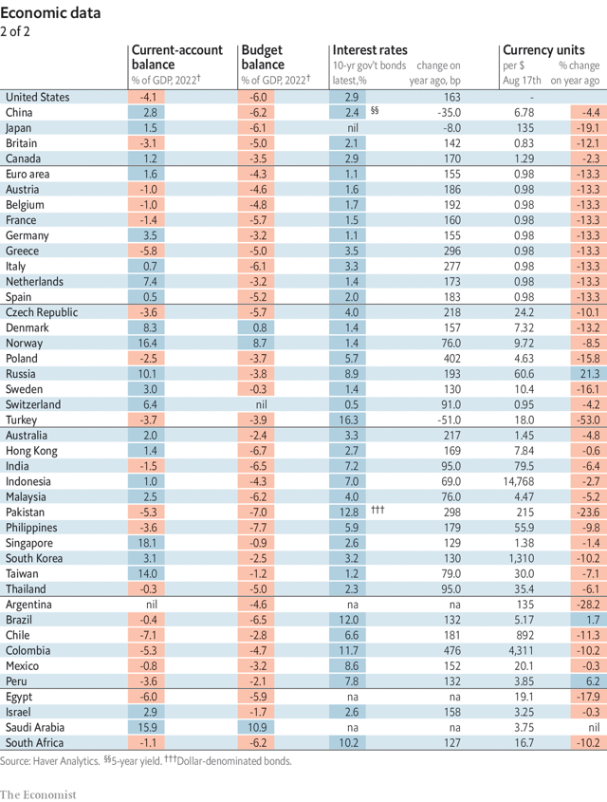 Economic data
2 of 2
Current-account Budget Interest rates Currency units
balance balance 10-yr gov't bonds change on per $ % change
% of GDP, 2022† % of GDP, 2022† latest,% year ago, bp Aug 17th on year ago
United States -4.1 -6.0 2.9 163 -
China 2.8 -6.2 2.4 §§ -35.0 6.78 -4.4
Japan 1.5 -6.1 nil -8.0 135 -19.1
Britain -3.1 -5.0 2.1 142 0.83 -12.1
Canada 1.2 -3.5 2.9 170 1.29 -2.3
Euro area 1.6 -4.3 1.1 155 0.98 -13.3
Austria -1.0 -4.6 1.6 186 0.98 -13.3
Belgium -1.0 -4.8 1.7 192 0.98 -13.3
France -1.4 -5.7 1.5 160 0.98 -13.3
Germany 3.5 -3.2 1.1 155 0.98 -13.3
Greece -5.8 -5.0 3.5 296 0.98 -13.3
Italy 0.7 -6.1 3.3 277 0.98 -13.3
Netherlands 7.4 -3.2 1.4 173 0.98 -13.3
Spain 0.5 -5.2 2.0 183 0.98 -13.3
Czech Republic -3.6 -5.7 4.0 218 24.2 -10.1
Denmark 8.3 0.8 1.4 157 7.32 -13.2
Norway 16.4 8.7 1.4 76.0 9.72 -8.5
Poland -2.5 -3.7 5.7 402 4.63 -15.8
Russia 10.1 -3.8 8.9 193 60.6 21.3
Sweden 3.0 -0.3 1.4 130 10.4 -16.1
Switzerland 6.4 nil 0.5 91.0 0.95 -4.2
Turkey -3.7 -3.9 16.3 -51.0 18.0 -53.0
Australia 2.0 -2.4 3.3 217 1.45 -4.8
Hong Kong 1.4 -6.7 2.7 169 7.84 -0.6
India -1.5 -6.5 7.2 95.0 79.5 -6.4
Indonesia 1.0 -4.3 7.0 69.0 14,768 -2.7
Malaysia 2.5 -6.2 4.0 76.0 4.47 -5.2
Pakistan -5.3 -7.0 12.8 ††† 298 215 -23.6
Philippines -3.6 -7.7 5.9 179 55.9 -9.8
Singapore 18.1 -0.9 2.6 129 1.38 -1.4
South Korea 3.1 -2.5 3.2 130 1,310 -10.2
Taiwan 14.0 -1.2 1.2 79.0 30.0 -7.1
Thailand -0.3 -5.0 2.3 95.0 35.4 -6.1
Argentina nil -4.6 na na 135 -28.2
Brazil -0.4 -6.5 12.0 132 5.17 1.7
Chile -7.1 -2.8 6.6 181 892 -11.3
Colombia -5.3 -4.7 11.7 476 4,311 -10.2
Mexico -0.8 -3.2 8.6 152 20.1 -0.3
Peru -3.6 -2.1 7.8 132 3.85 6.2
Egypt -6.0 -5.9 na na 19.1 -17.9
Israel 2.9 -1.7 2.6 158 3.25 -0.3
Saudi Arabia 15.9 10.9 na na 3.75 nil
South Africa -1.1 -6.2 10.2 127 16.7 -10.2
Source: Haver Analytics. §§5-year yield. †††Dollar-denominated bonds.
The Economist